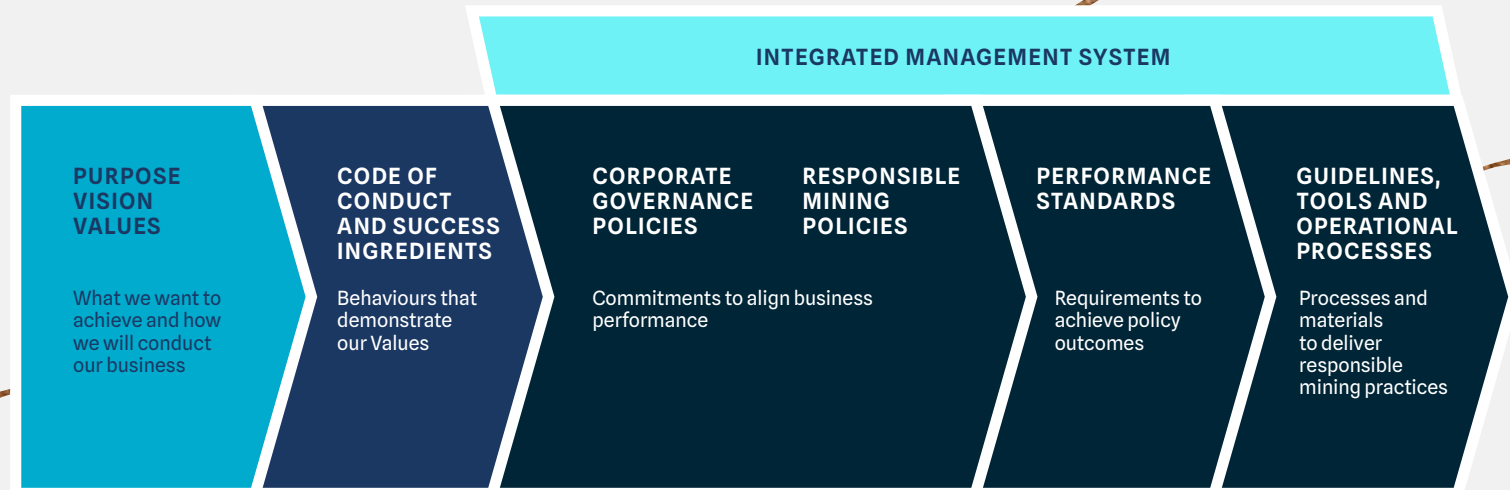 INTEGRATED MANAGEMENT SYSTEM
PURPOSE
VISION
VALUES
What we want to
achieve and how
we will conduct
our business
CODE OF
CONDUCT
AND SUCCESS
INGREDIENTS
Behaviours that
demonstrate
our Values
CORPORATE
GOVERNANCE
POLICIES
RESPONSIBLE
MINING
POLICIES
Commitments to align business
performance
PERFORMANCE
STANDARDS
Requirements to
achieve policy
outcomes
GUIDELINES,
TOOLS AND
OPERATIONAL
PROCESSES
Processes and
materials
to deliver
responsible
mining practices